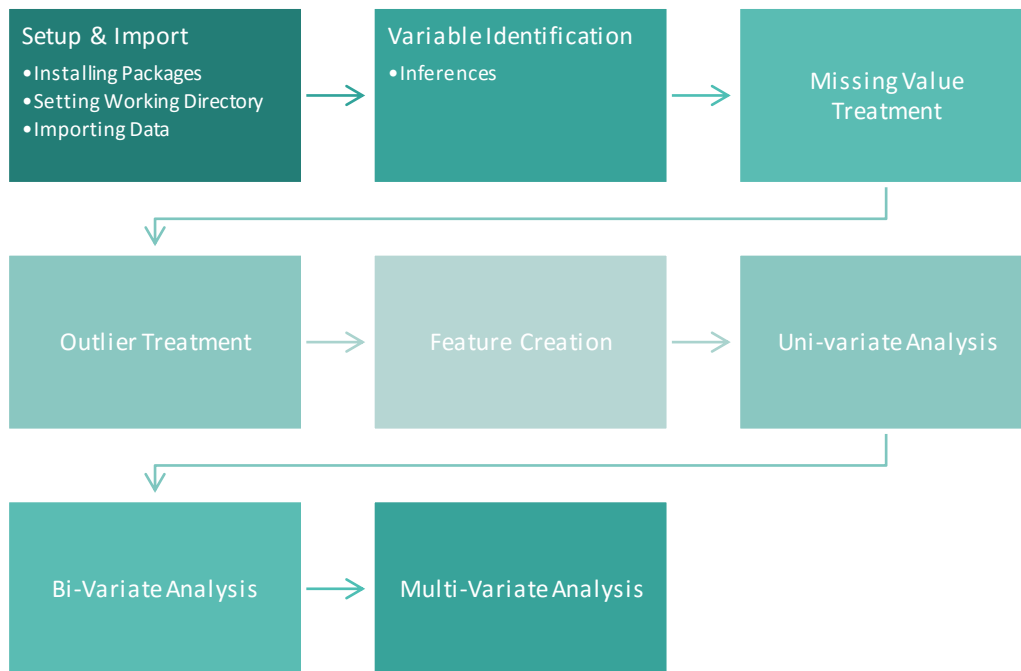 Setup & Import
•Installing Packages
•Setting Working Directory
•Importing Data
Variable Identification
•Inferences
Missing Value
Treatment
Outlier Treatment
Feature Creation
Uni-variate Analysis
Bi-Variate Analysis
Multi-Variate Analysis